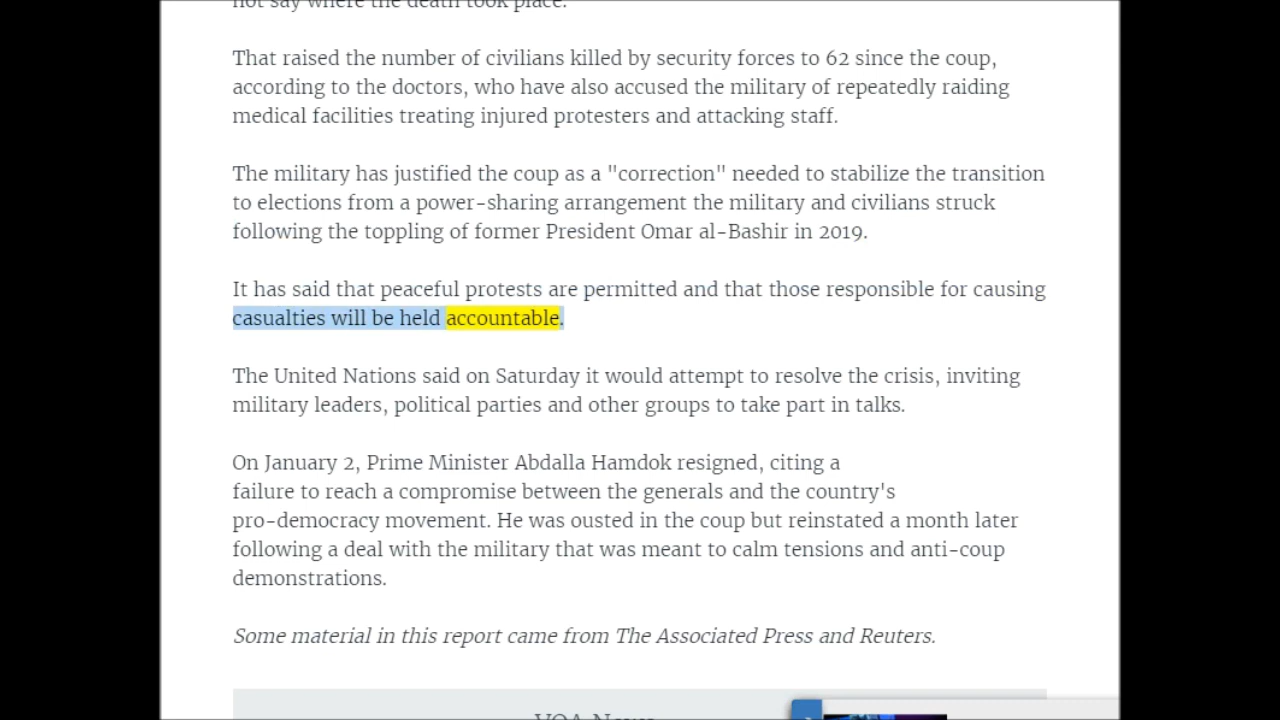 not say where the death took place.
That raised the number of civilians killed by security forces to 62 since the coup,
according to the doctors, who have also accused the military of repeatedly raiding
medical facilities treating injured protesters and attacking staff.
The military has justified the coup as a "correction" needed to stabilize the transition
to elections from a power-sharing arrangement the military and civilians struck
following the toppling of former President Omar al-Bashir in 2019.
It has said that peaceful protests are permitted and that those responsible for causing
casualties will be held accountable.
The United Nations said on Saturday it would attempt to resolve the crisis, inviting
military leaders, political parties and other groups to take part in talks.
On January 2, Prime Minister Abdalla Hamdok resigned, citing a
failure to reach a compromise between the generals and the country's
pro-democracy movement. He was ousted in the coup but reinstated a month later
following a deal with the military that was meant to calm tensions and anti-coup
demonstrations.
Some material in this report came from The Associated Press and Reuters.
VOA News